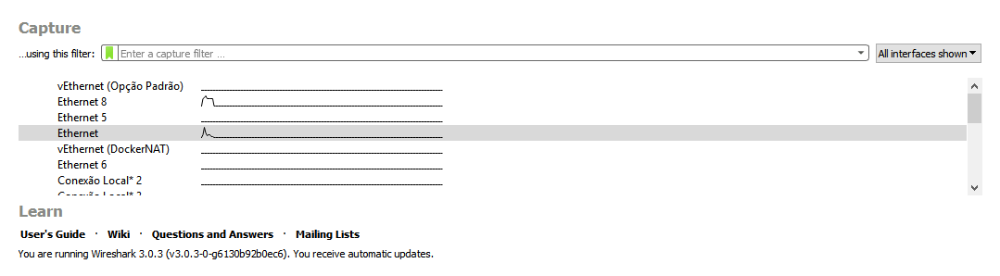 Capture
...using this filter: Enter a capture filter ... All interfaces shown
vEthernet (Opção Padrão)
Ethernet 8
Ethernet 5
Ethernet
vEthernet (DockerNAT)
Ethernet 6
Conexão Local* 2
Learn
User's Guide · Wiki · Questions and Answers · Mailing Lists
You are running Wireshark 3.0.3 (v3.0.3-0-g6130b92b0ec6). You receive automatic updates.